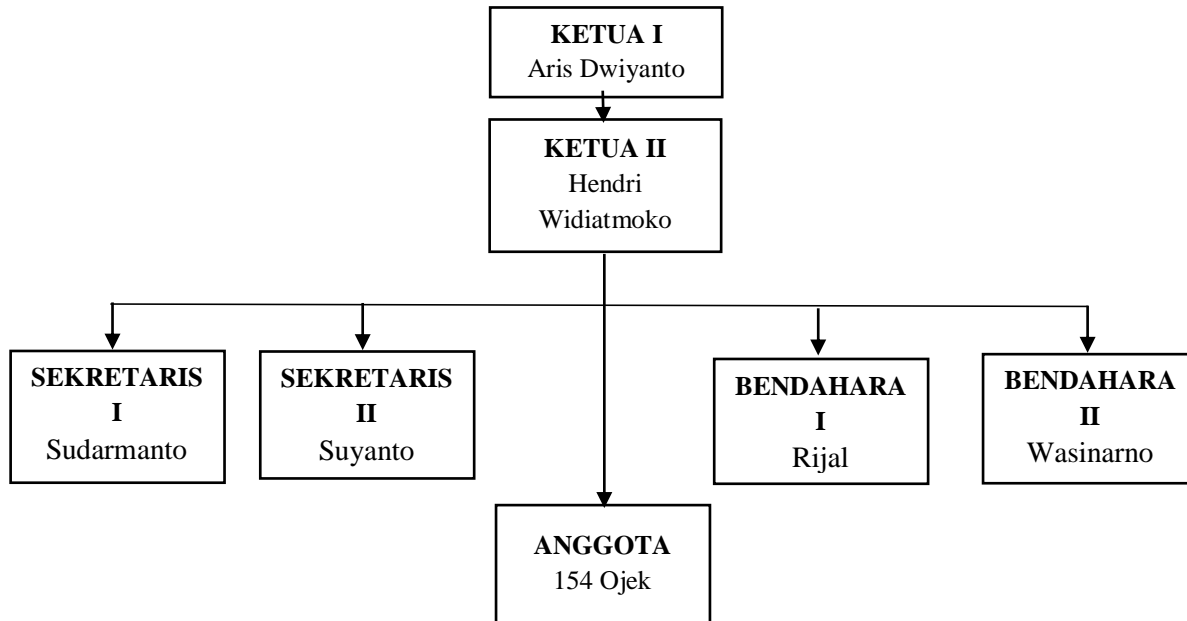 KETUA I
Aris Dwiyanto
KETUA II
Hendri
Widiatmoko
SEKRETARIS
I
Sudarmanto
SEKRETARIS
II
Suyanto
BENDAHARA
I
Rijal
BENDAHARA
II
Wasinarno
ANGGOTA
154 Ojek